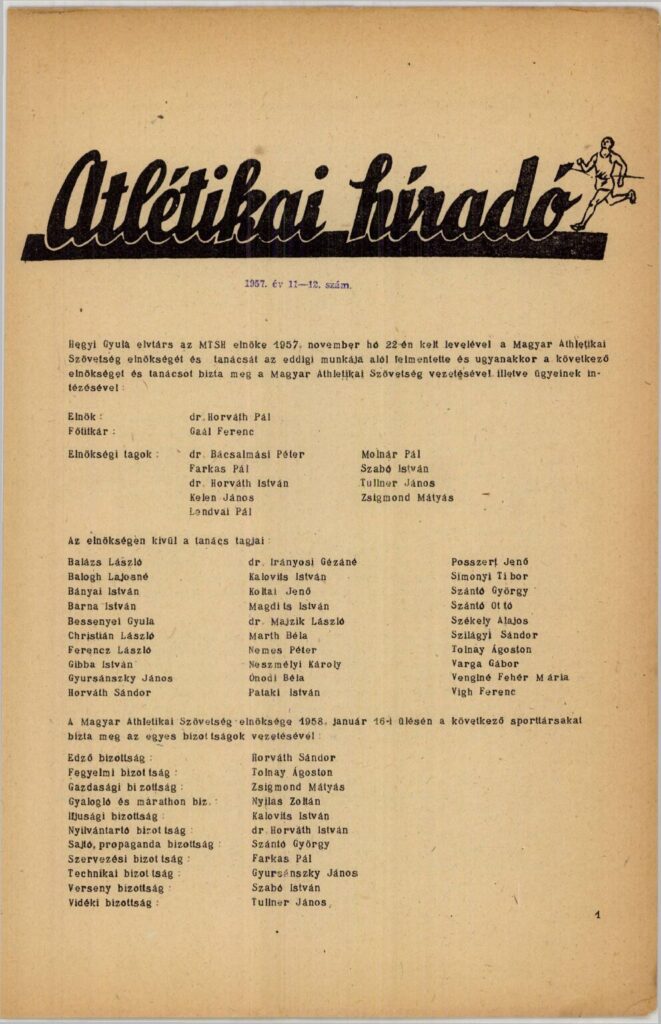 Atlétikai híradó
1957. év 11—12. szám.
Hegyi Gyula elvtárs az MTSH elnöke 1957. november hó 22-én kelt levelével a Magyar Athletikai
Szövetség elnökségét és tanácsát az eddigi munkája alól felmentette és ugyanakkor a következő
elnökséget és tanácsot bízta meg a Magyar Athletikai Szövetség vezetésével illetve ügyeinek in-
tézésével:
Elnök: dr. Horváth Pál
Főtitkár: Gaál Ferenc
Elnökségi tagok: dr. Bácsalmási Péter Molnár Pál
Farkas Pál Szabó István
dr. Horváth István Tullner János
Kelen János Zsigmond Mátyás
Lendvai Pál
Az elnökségen kívül a tanács tagjai:
Balázs László dr. Irányosi Gézáné Posszert Jenő
Balogh Lajosné Kalovits István Simonyi Tibor
Bányai István Koltai Jenő Szántó György
Barna István Magdits István Szántó Ottó
Bessenyei Gyula dr. Majzik László Székely Alajos
Christián László Marth Béla Szilágyi Sándor
Ferencz László Nemes Péter Tolnay Ágoston
Gibba István Neszmélyi Károly Varga Gábor
Gyursánszky János Ónodi Béla Venginé Fehér Mária
Horváth Sándor Pataki István Vigh Ferenc
A Magyar Athletikai Szövetség elnöksége 1958. január 16-i ülésén a következő sporttársakat
bízta meg az egyes bizottságok vezetésével:
Edző bizottság: Horváth Sándor
Fegyelmi bizottság: Tolnay Ágoston
Gazdasági bizottság: Zsigmond Mátyás
Gyalogló és marathon biz.: Nyilas Zoltán
Ifjusági bizottság: Kalovits István
Nyilvántartó bizottság: dr. Horváth István
Sajtó, propaganda bizottság: Szántó György
Szervezési bizottság: Farkas Pál
Technikai bizottság: Gyursánszky János
Verseny bizottság: Szabó István
Vidéki bizottság: Tullner János.
1